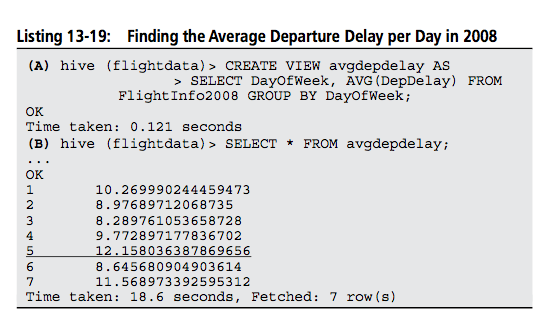 Listing 13-19: Finding the Average Departure Delay per Day in 2008
(A) hive (flightdata)> CREATE VIEW avgdepdelay AS
> SELECT DayOfWeek, AVG(DepDelay) FROM
FlightInfo2008 GROUP BY DayOfWeek;
OK
Time taken: 0.121 seconds
(B) hive (flightdata)> SELECT * FROM avgdepdelay;
...
OK
1 10.269990244459473
2 8.97689712068735
3 8.289761053658728
4 9.772897177836702
5 12.158036387869656
6 8.645680904903614
7 11.568973392595312
Time taken: 18.6 seconds, Fetched: 7 row(s)